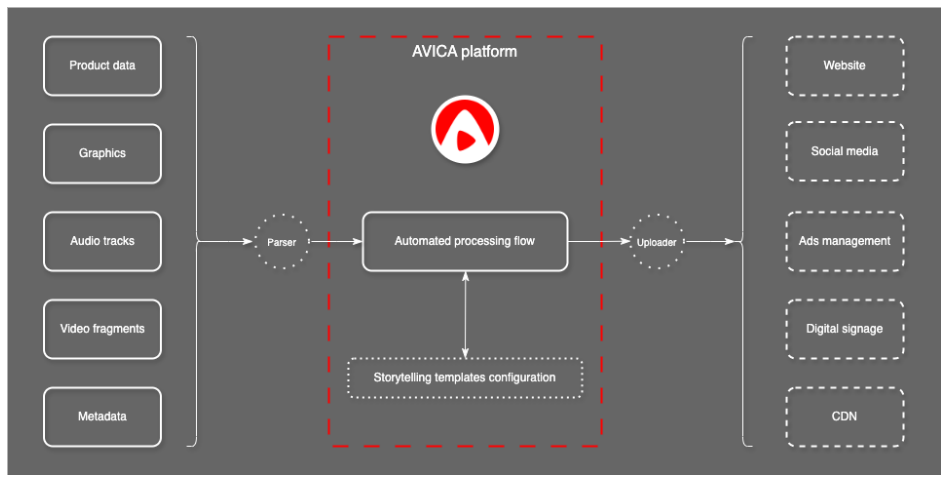 AVICA platform
Product data
Graphics
Audio tracks
Video fragments
Metadata
Parser
Automated processing flow
Storytelling templates configuration
Uploader
Website
Social media
Ads management
Digital signage
CDN